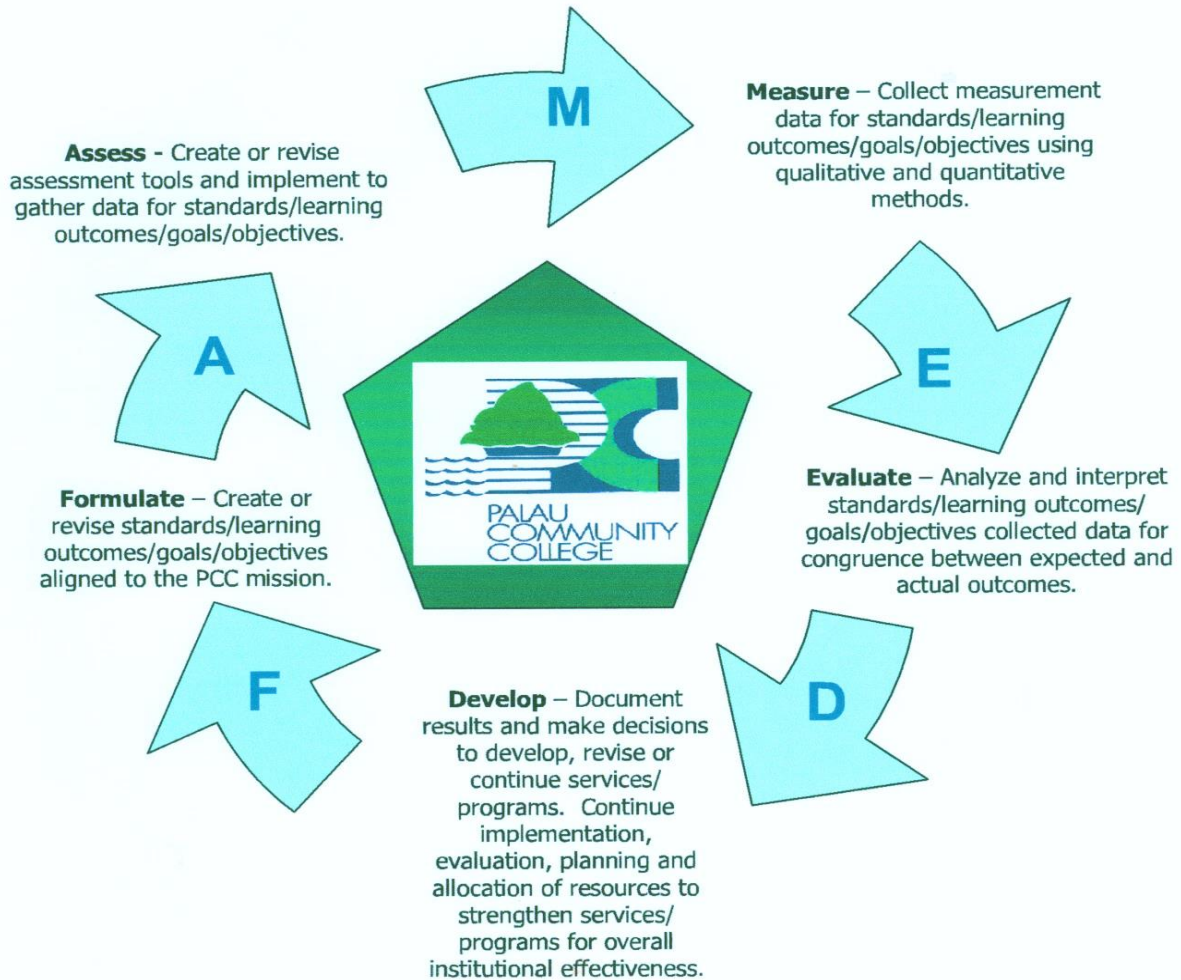 F
Formulate – Create or
revise standards/learning
outcomes/goals/objectives
aligned to the PCC mission.
A
Assess - Create or revise
assessment tools and implement to
gather data for standards/learning
outcomes/goals/objectives.
M
Measure – Collect measurement
data for standards/learning
outcomes/goals/objectives using
qualitative and quantitative
methods.
E
Evaluate – Analyze and interpret
standards/learning outcomes/
goals/objectives collected data for
congruence between expected and
actual outcomes.
D
Develop – Document
results and make decisions
to develop, revise or
continue services/
programs. Continue
implementation,
evaluation, planning and
allocation of resources to
strengthen services/
programs for overall
institutional effectiveness.
PALAU
COMMUNITY
COLLEGE